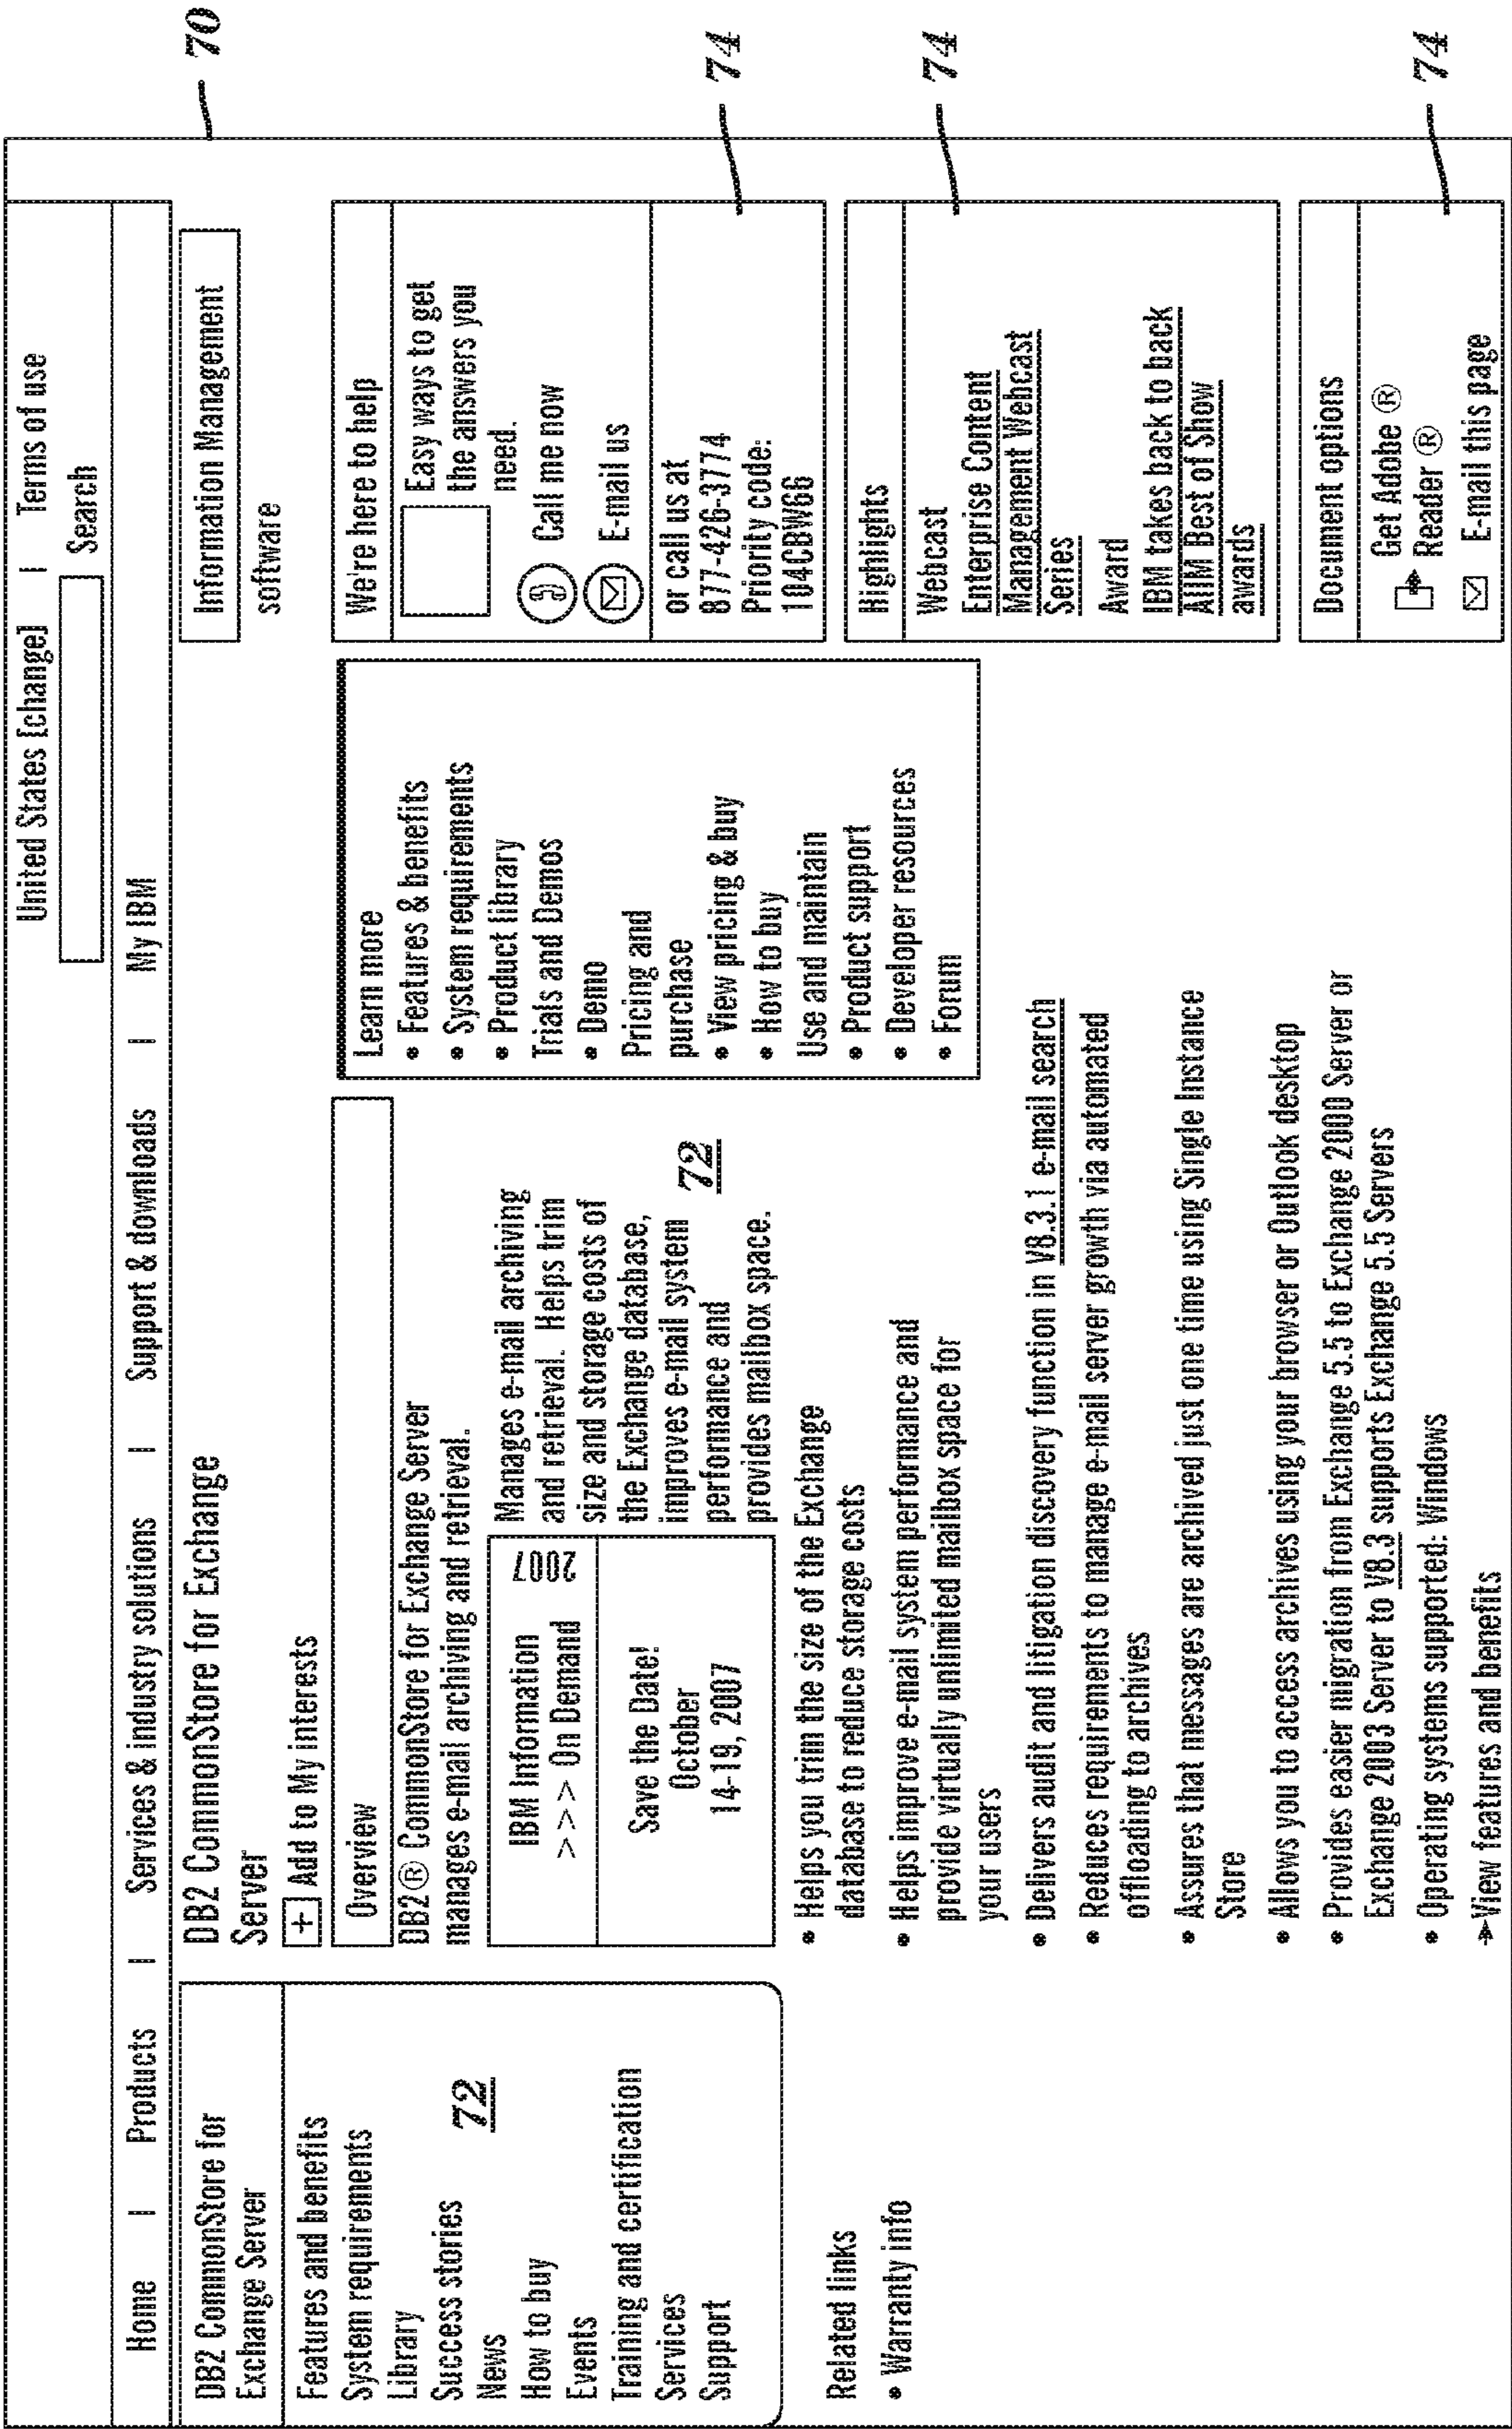 United States [change] | Terms of use
Search
Home | Products | Services & industry solutions | Support & downloads | My IBM
70
DB2 CommonStore for
Exchange Server
Features and benefits
System requirements
Library
Success stories
News
How to buy
Events
Training and certification
Services
Support
72
Related links
• Warranty info
DB2 CommonStore for Exchange
Server
+ Add to My interests
Overview
DB2® CommonStore for Exchange Server
manages e-mail archiving and retrieval.
IBM Information
> > > On Demand
2007
Save the Date!
October
14-19, 2007
Manages e-mail archiving
and retrieval. Helps trim
size and storage costs of
the Exchange database,
improves e-mail system
performance and
provides mailbox space.
72
• Helps you trim the size of the Exchange
database to reduce storage costs
• Helps improve e-mail system performance and
provide virtually unlimited mailbox space for
your users
• Delivers audit and litigation discovery function in V8.3.1 e-mail search
• Reduces requirements to manage e-mail server growth via automated
offloading to archives
• Assures that messages are archived just one time using Single Instance
Store
• Allows you to access archives using your browser or Outlook desktop
• Provides easier migration from Exchange 5.5 to Exchange 2000 Server or
Exchange 2003 Server to V8.3 supports Exchange 5.5 Servers
• Operating systems supported: Windows
View features and benefits
Learn more
• Features & benefits
• System requirements
• Product library
Trials and Demos
• Demo
Pricing and
purchase
• View pricing & buy
• How to buy
Use and maintain
• Product support
• Developer resources
• Forum
Information Management
software
We're here to help
Easy ways to get
the answers you
need.
Call me now
E-mail us
or call us at
877-426-3774
Priority code:
104CBW66
74
Highlights
Webcast
Enterprise Content
Management Webcast
Series
Award
IBM takes back to back
AIIM Best of Show
awards
74
Document options
Get Adobe ®
Reader ®
E-mail this page
74